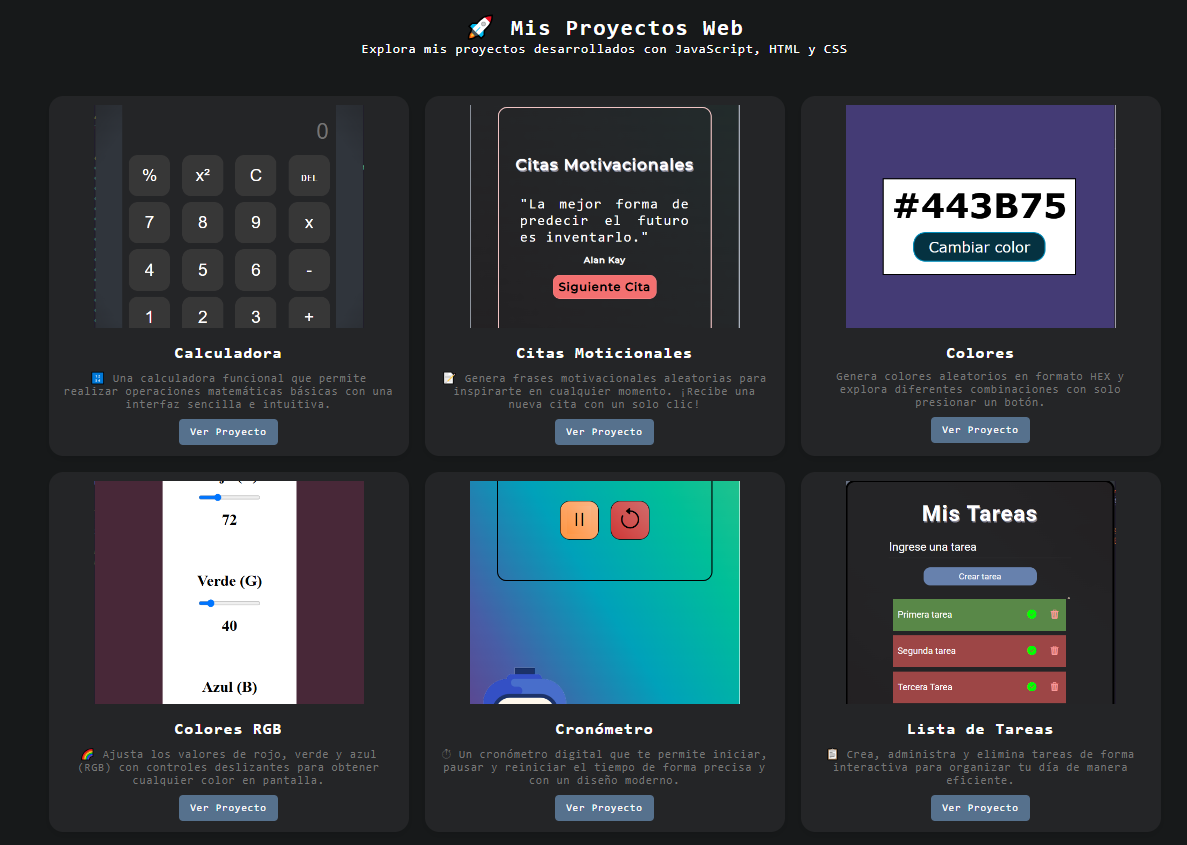 🚀 Mis Proyectos Web
Explora mis proyectos desarrollados con JavaScript, HTML y CSS
0
% x² C DEL
7 8 9 x
4 5 6 -
1 2 3 +
Calculadora
🔢 Una calculadora funcional que permite
realizar operaciones matemáticas básicas con una
interfaz sencilla e intuitiva.
Ver Proyecto
Citas Motivacionales
"La mejor forma de
predecir el futuro
es inventarlo."
Alan Kay
Siguiente Cita
Citas Moticionales
📝 Genera frases motivacionales aleatorias para
inspirarte en cualquier momento. ¡Recibe una
nueva cita con un solo clic!
Ver Proyecto
#443B75
Cambiar color
Colores
Genera colores aleatorios en formato HEX y
explora diferentes combinaciones con solo
presionar un botón.
Ver Proyecto
72
Verde (G)
40
Azul (B)
Colores RGB
🌈 Ajusta los valores de rojo, verde y azul
(RGB) con controles deslizantes para obtener
cualquier color en pantalla.
Ver Proyecto
Cronómetro
⏱ Un cronómetro digital que te permite iniciar,
pausar y reiniciar el tiempo de forma precisa y
con un diseño moderno.
Ver Proyecto
Mis Tareas
Ingrese una tarea
Crear tarea
Primera tarea
Segunda tarea
Tercera Tarea
Lista de Tareas
📋 Crea, administra y elimina tareas de forma
interactiva para organizar tu día de manera
eficiente.
Ver Proyecto